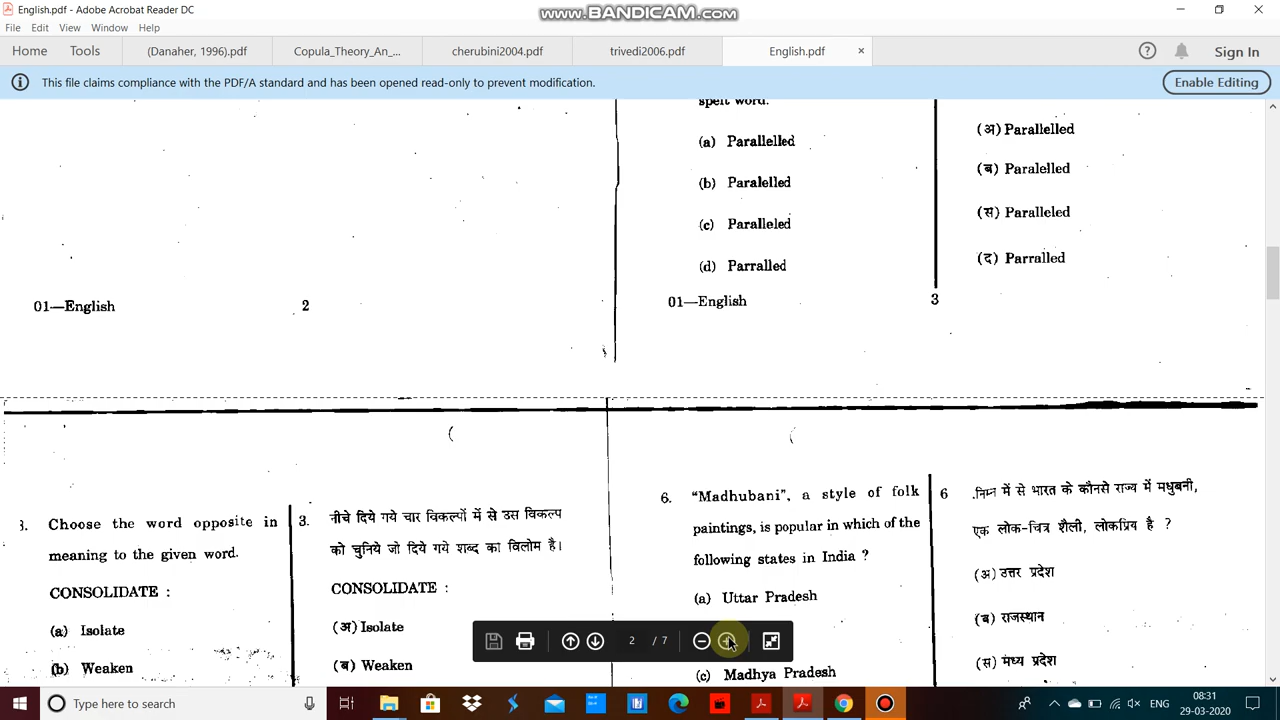 English.pdf - Adobe Acrobat Reader DC
www.BANDICAM.com
File Edit View Window Help
Home Tools (Danaher, 1996).pdf Copula_Theory_An_... cherubini2004.pdf trivedi2006.pdf English.pdf × Sign In
This file claims compliance with the PDF/A standard and has been opened read-only to prevent modification. Enable Editing
spelt word.
(a) Parallelled
(b) Paralelled
(c) Paralleled
(d) Parralled
01—English
3
(अ) Parallelled
(ब) Paralelled
(स) Paralleled
(द) Parralled
01—English
2
3. Choose the word opposite in
meaning to the given word.
CONSOLIDATE :
(a) Isolate
(b) Weaken
3. नीचे दिये गये चार विकल्पों में से उस विकल्प
को चुनिये जो दिये गये शब्द का विलोम है।
CONSOLIDATE :
(अ) Isolate
(ब) Weaken
6. “Madhubani”, a style of folk
paintings, is popular in which of the
following states in India ?
(a) Uttar Pradesh
(c) Madhya Pradesh
6 .निम्न में से भारत के कौनसे राज्य में मधुबनी,
एक लोक-चित्र शैली, लोकप्रिय है ?
(अ) उत्तर प्रदेश
(ब) राजस्थान
(स) मध्य प्रदेश
2 / 7
Type here to search
ENG
08:31
29-03-2020